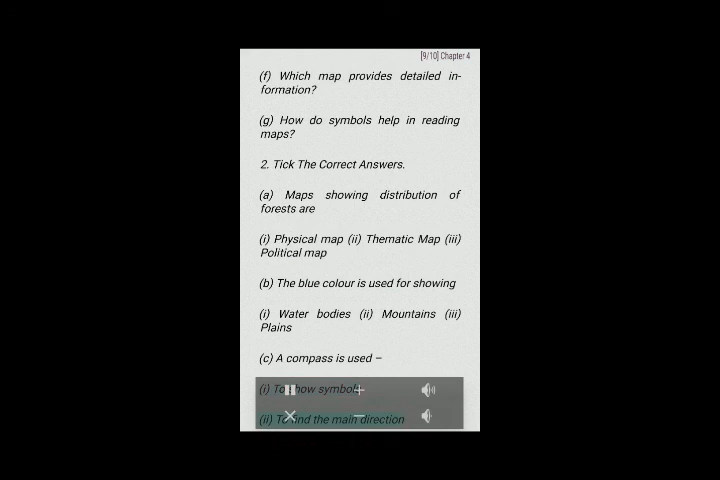 [9/10] Chapter 4
(f) Which map provides detailed in-
formation?
(g) How do symbols help in reading
maps?
2. Tick The Correct Answers.
(a) Maps showing distribution of
forests are
(i) Physical map (ii) Thematic Map (iii)
Political map
(b) The blue colour is used for showing
(i) Water bodies (ii) Mountains (iii)
Plains
(c) A compass is used –
(i) To show symbols
(ii) To find the main direction